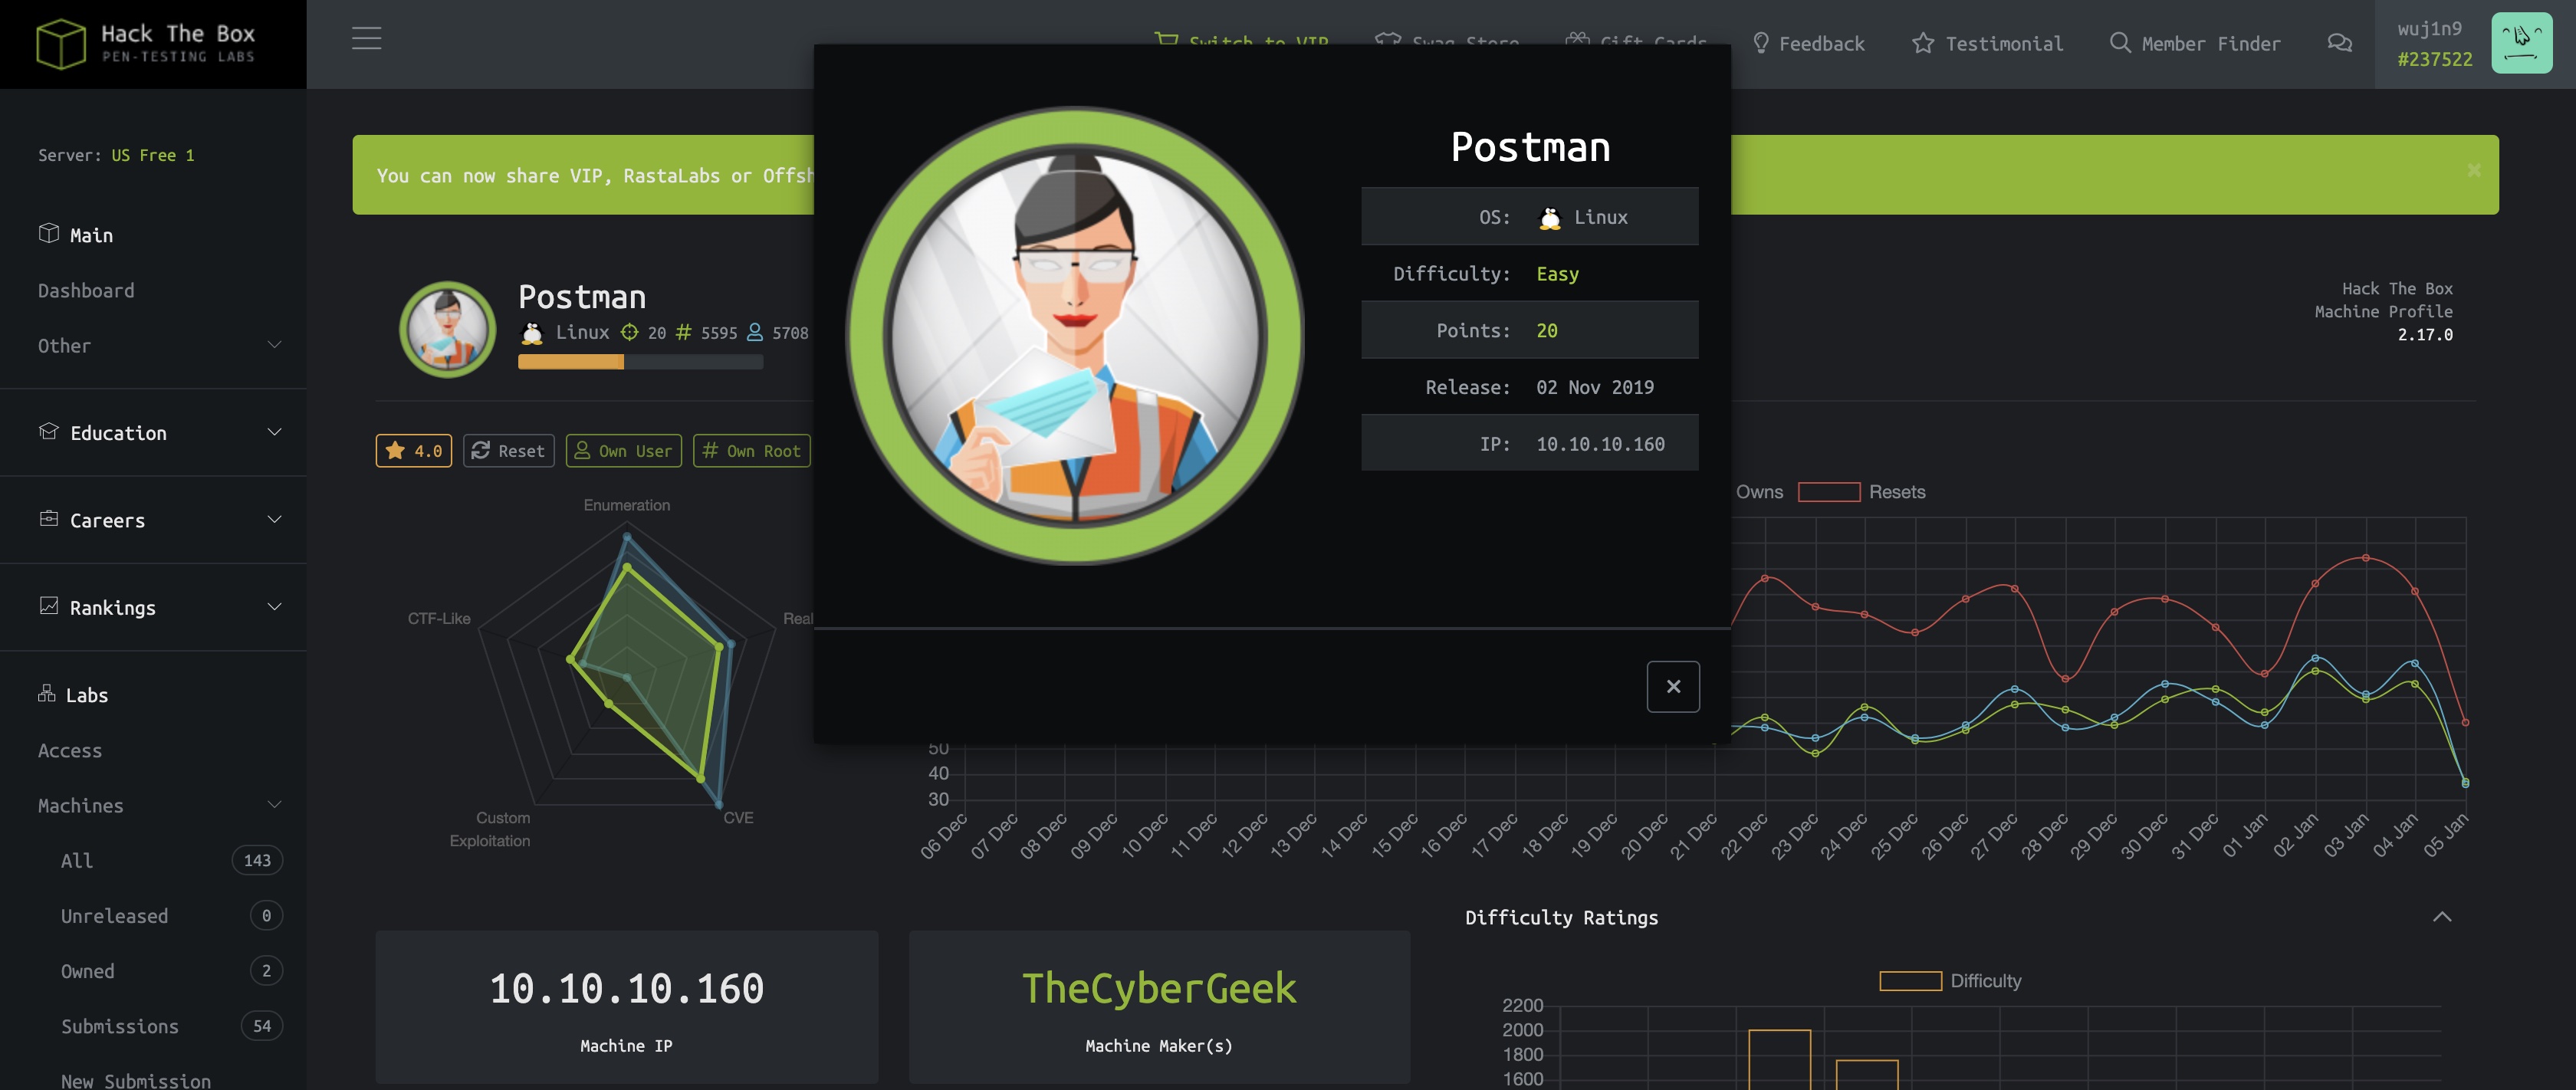 Hack The Box
PEN-TESTING LABS
Switch to VIP
Swag Store
Gift Cards
Feedback
Testimonial
Member Finder
wuj1n9
#237522
Server: US Free 1
Main
Dashboard
Other
Education
Careers
Rankings
Labs
Access
Machines
All 143
Unreleased 0
Owned 2
Submissions 54
New Submission
You can now share VIP, RastaLabs or Offsh
Postman
Linux 20 # 5595 5708
4.0 Reset Own User # Own Root
Hack The Box
Machine Profile
2.17.0
Postman
OS: Linux
Difficulty: Easy
Points: 20
Release: 02 Nov 2019
IP: 10.10.10.160
×
Enumeration
Real
CVE
Custom
Exploitation
CTF-Like
Owns Resets
50
40
30
06 Dec 07 Dec 08 Dec 09 Dec 10 Dec 11 Dec 12 Dec 13 Dec 14 Dec 15 Dec 16 Dec 17 Dec 18 Dec 19 Dec 20 Dec 21 Dec 22 Dec 23 Dec 24 Dec 25 Dec 26 Dec 27 Dec 28 Dec 29 Dec 30 Dec 31 Dec 01 Jan 02 Jan 03 Jan 04 Jan 05 Jan
10.10.10.160
Machine IP
TheCyberGeek
Machine Maker(s)
Difficulty Ratings
Difficulty
2200
2000
1800
1600